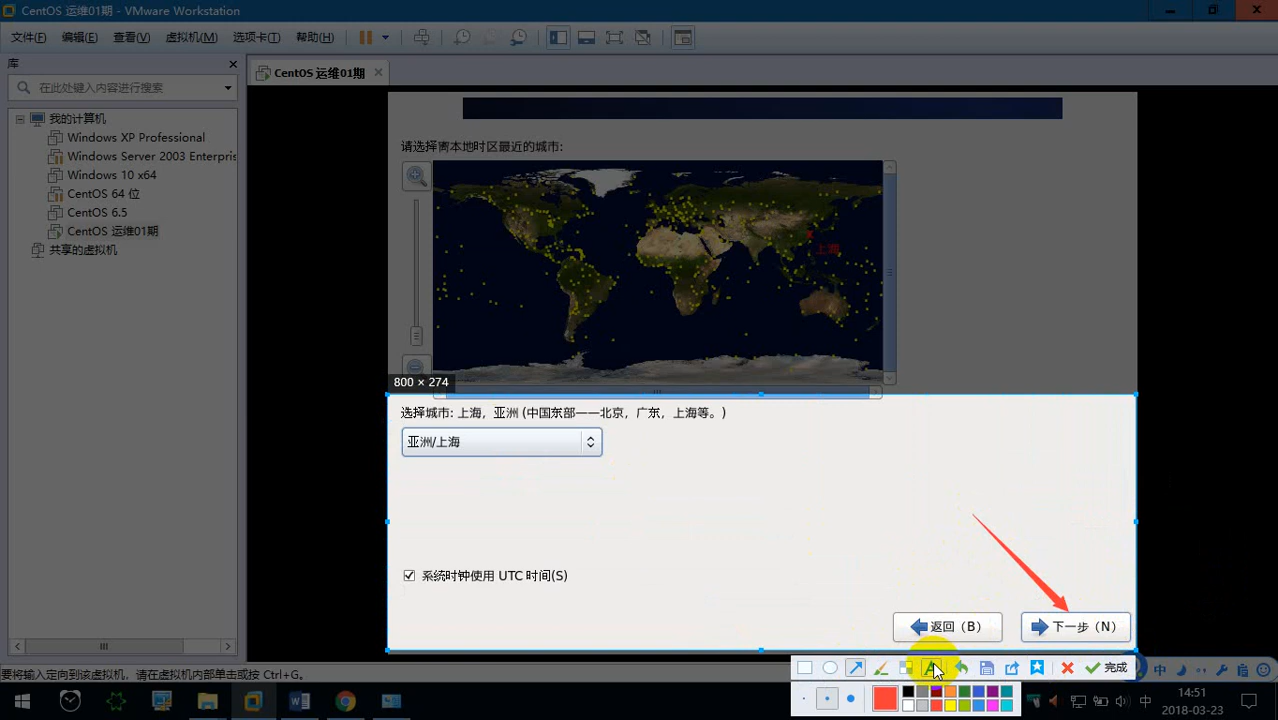 CentOS 运维01期 - VMware Workstation
文件(F) 编辑(E) 查看(V) 虚拟机(M) 选项卡(T) 帮助(H)
库
在此处键入内容进行搜索
我的计算机
Windows XP Professional
Windows Server 2003 Enterpris
Windows 10 x64
CentOS 64 位
CentOS 6.5
CentOS 运维01期
共享的虚拟机
CentOS 运维01期
请选择离本地时区最近的城市:
上海
800 × 274
选择城市: 上海, 亚洲 (中国东部——北京, 广东, 上海等。)
亚洲/上海
系统时钟使用 UTC 时间(S)
返回 (B) 下一步 (N)
要将输入定向到该虚拟机，请在虚拟机内部单击或按 Ctrl+G。
A 完成
中
中
14:51
2018-03-23